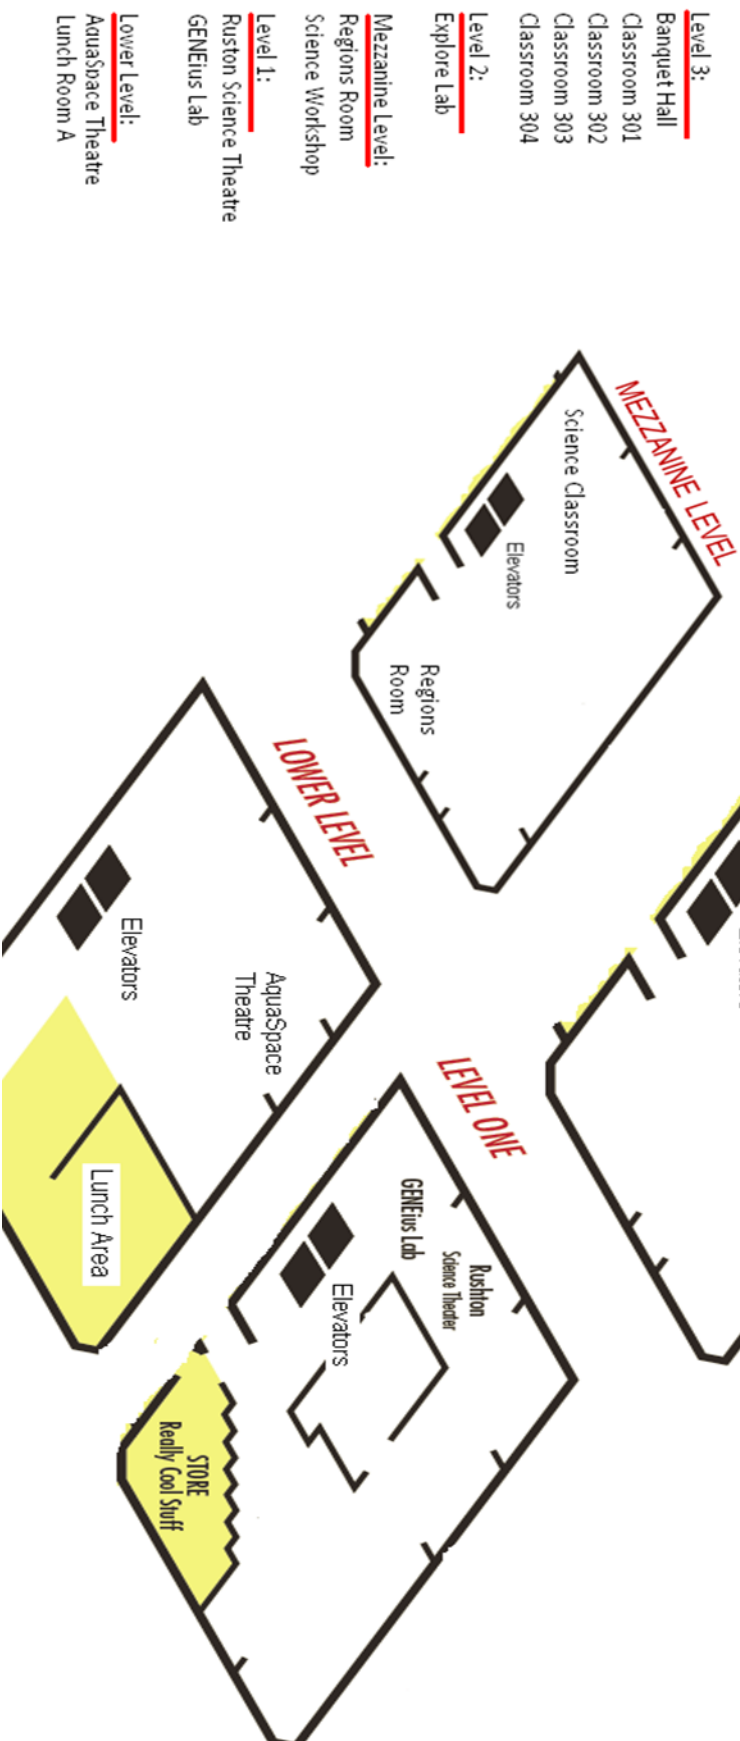 Level 3:
Banquet Hall
Classroom 301
Classroom 302
Classroom 303
Classroom 304
Level 2:
Explore Lab
Mezzanine Level:
Regions Room
Science Workshop
Level 1:
Ruston Science Theatre
GENEius Lab
Lower Level:
AquaSpace Theatre
Lunch Room A
MEZZANINE LEVEL
Science Classroom
Elevators
Regions
Room
LOWER LEVEL
Elevators
AquaSpace
Theatre
Lunch Area
LEVEL ONE
Rushton
Science Theater
GENEius Lab
Elevators
STORE
Really Cool Stuff